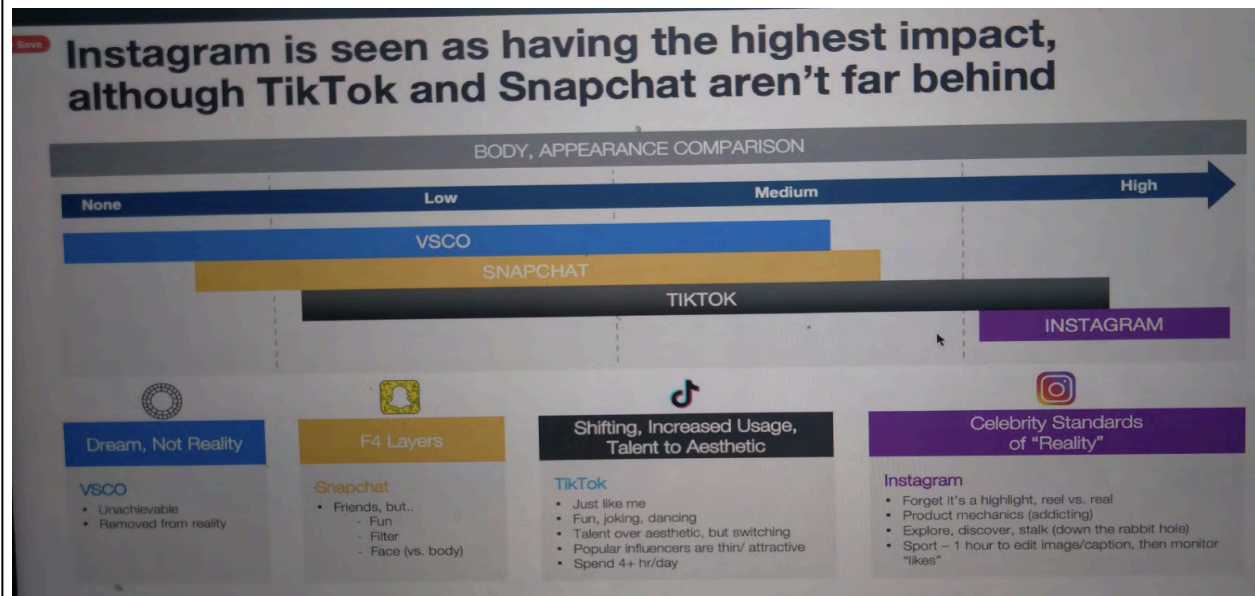 Save
Instagram is seen as having the highest impact,
although TikTok and Snapchat aren't far behind
BODY, APPEARANCE COMPARISON
None
Low
Medium
High
VSCO
SNAPCHAT
TIKTOK
INSTAGRAM
Dream, Not Reality
VSCO
• Unachievable
• Removed from reality
F4 Layers
Snapchat
• Friends, but..
- Fun
- Filter
- Face (vs. body)
Shifting, Increased Usage,
Talent to Aesthetic
TikTok
• Just like me
• Fun, joking, dancing
• Talent over aesthetic, but switching
• Popular influencers are thin/ attractive
• Spend 4+ hr/day
Celebrity Standards
of "Reality"
Instagram
• Forget it's a highlight, reel vs. real
• Product mechanics (addicting)
• Explore, discover, stalk (down the rabbit hole)
• Sport – 1 hour to edit image/caption, then monitor
"likes"